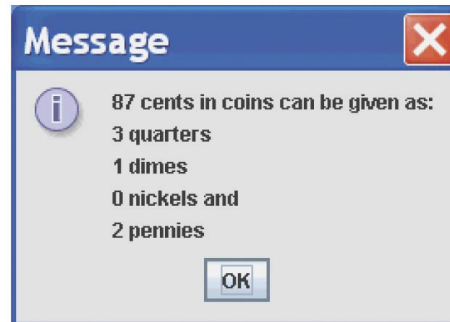 Message
i
87 cents in coins can be given as:
3 quarters
1 dimes
0 nickels and
2 pennies
OK